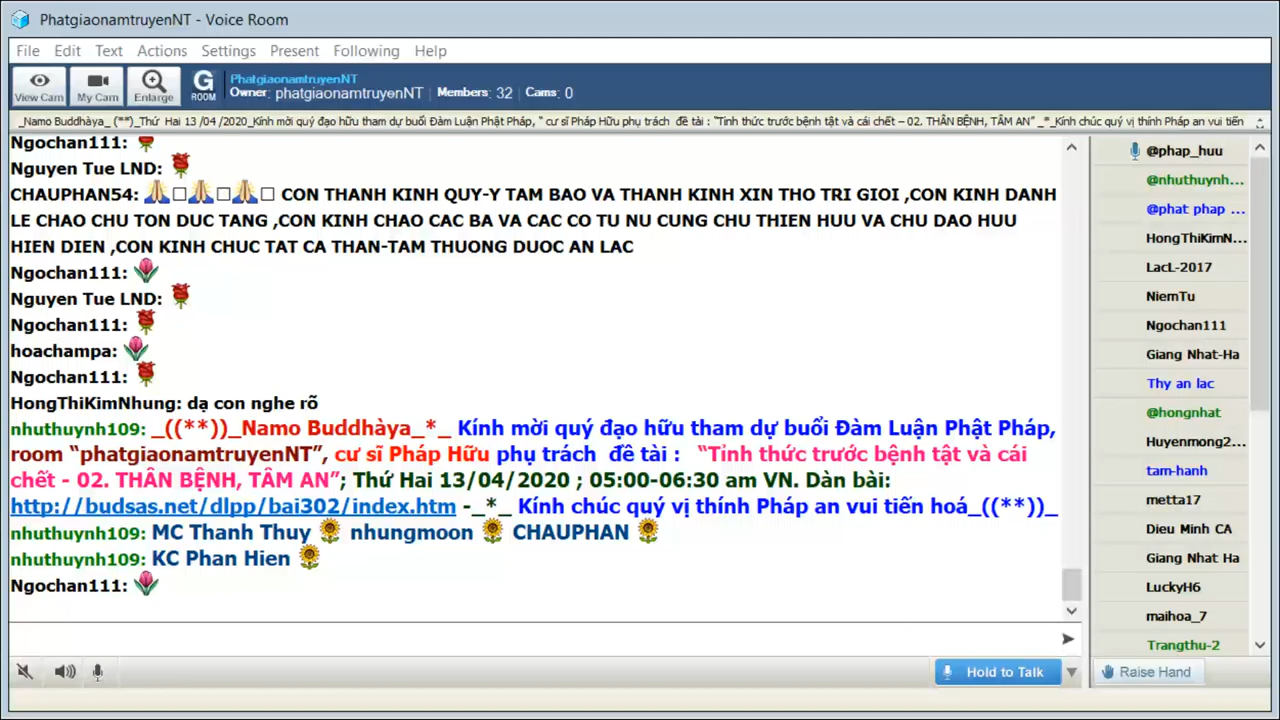 PhatgiaonamtruyenNT - Voice Room
File Edit Text Actions Settings Present Following Help
View Cam My Cam Enlarge G ROOM
PhatgiaonamtruyenNT
Owner: phatgiaonamtruyenNT Members: 32 Cams: 0
_Namo Buddhàya_ (**)_Thứ Hai 13 /04 /2020_Kính mời quý đạo hữu tham dự buổi Đàm Luận Phật Pháp, " cư sĩ Pháp Hữu phụ trách đề tài : "Tỉnh thức trước bệnh tật và cái chết – 02. THÂN BỆNH, TÂM AN" _*_Kính chúc quý vị thính Pháp an vui tiến
Ngochan111:
Nguyen Tue LND:
CHAUPHAN54: CON THANH KINH QUY-Y TAM BAO VA THANH KINH XIN THO TRI GIOI ,CON KINH DANH
LE CHAO CHU TON DUC TANG ,CON KINH CHAO CAC BA VA CAC CO TU NU CUNG CHU THIEN HUU VA CHU DAO HUU
HIEN DIEN ,CON KINH CHUC TAT CA THAN-TAM THUONG DUOC AN LAC
Ngochan111:
Nguyen Tue LND:
Ngochan111:
hoachampa:
Ngochan111:
HongThiKimNhung: dạ con nghe rõ
nhuthuynh109: _((**))_Namo Buddhàya_*_ Kính mời quý đạo hữu tham dự buổi Đàm Luận Phật Pháp,
room "phatgiaonamtruyenNT", cư sĩ Pháp Hữu phụ trách đề tài : "Tỉnh thức trước bệnh tật và cái
chết - 02. THÂN BỆNH, TÂM AN"; Thứ Hai 13/04/2020 ; 05:00-06:30 am VN. Dàn bài:
http://budsas.net/dlpp/bai302/index.htm -_*_ Kính chúc quý vị thính Pháp an vui tiến hoá_((**))_
nhuthuynh109: MC Thanh Thuy nhungmoon CHAUPHAN
nhuthuynh109: KC Phan Hien
Ngochan111:
Hold to Talk
@phap_huu
@nhuthuynh...
@phat phap ...
HongThiKimN...
LacL-2017
NiemTu
Ngochan111
Giang Nhat-Ha
Thy an lac
@hongnhat
Huyenmong2...
tam-hanh
metta17
Dieu Minh CA
Giang Nhat Ha
LuckyH6
maihoa_7
Trangthu-2
Raise Hand